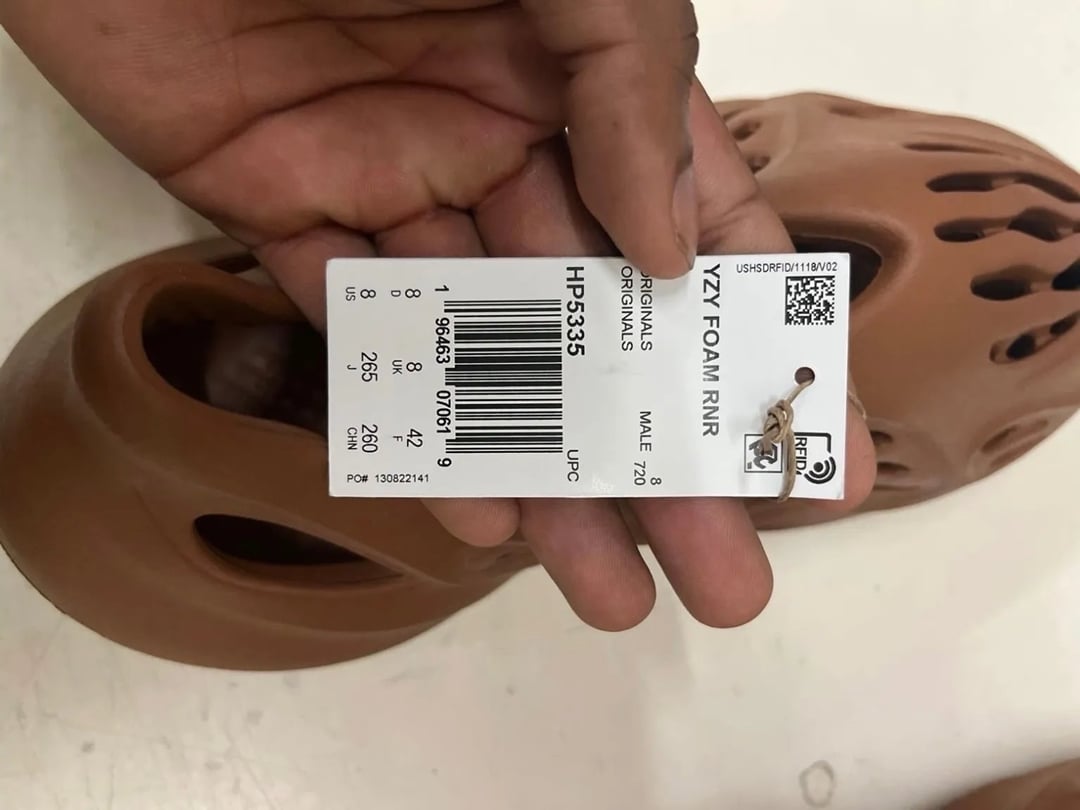 USHSDRFID/1118/V02
RFID
YZY FOAM RNR
8
ORIGINALS MALE 720
ORIGINALS
HP5335 UPC
1 96463 07061 9
8 8 42
D UK F
8 265 260
US J CHN
PO# 130822141